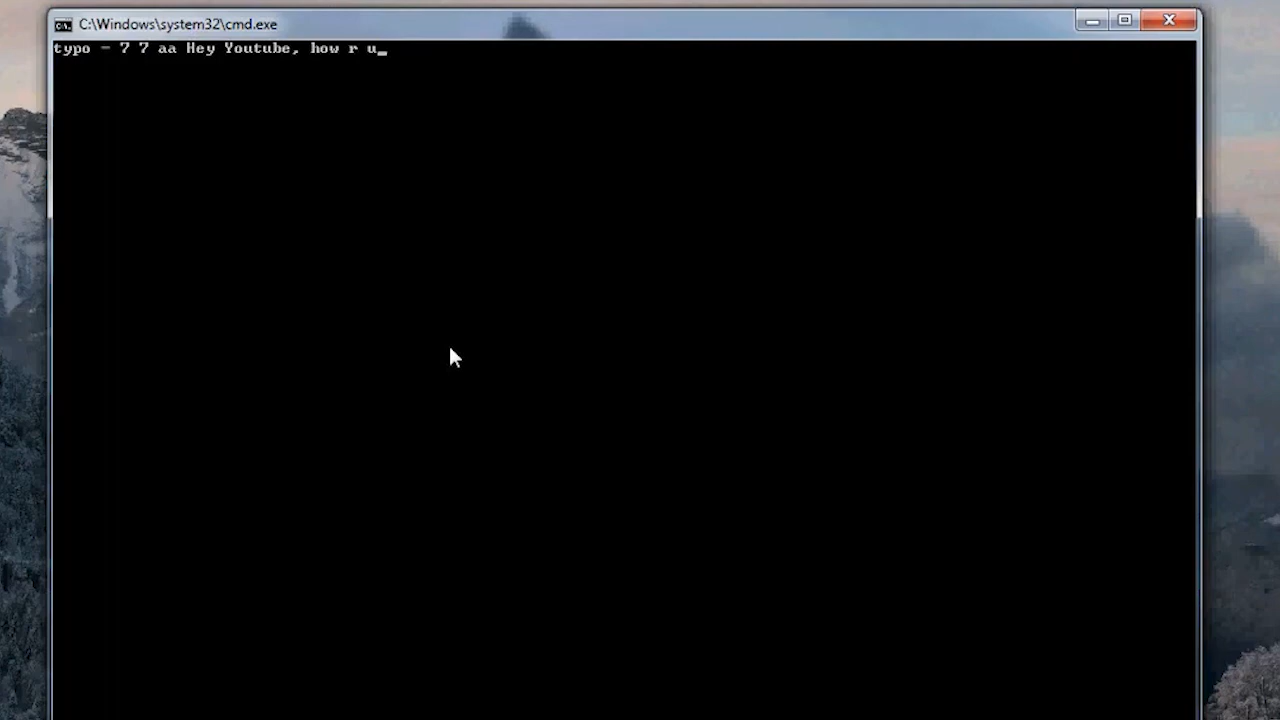 C:\Windows\system32\cmd.exe
typo - 7 7 aa Hey Youtube, how r u_